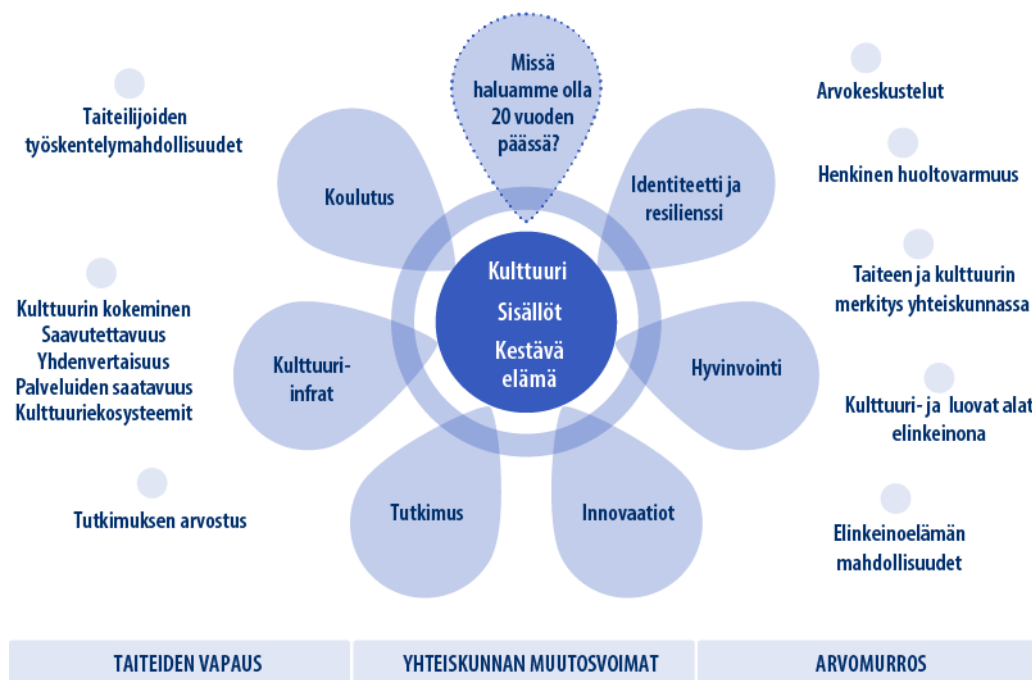 Missä
haluamme olla
20 vuoden
päässä?
Taiteilijoiden
työskentelymahdollisuudet
Kulttuurin kokeminen
Saavutettavuus
Yhdenvertaisuus
Palveluiden saatavuus
Kulttuuriekosysteemit
Tutkimuksen arvostus
Koulutus
Kulttuuri-
infrat
Tutkimus
Kulttuuri
Sisällöt
Kestävä
elämä
Identiteetti ja
resilienssi
Hyvinvointi
Innovaatiot
Arvokeskustelut
Henkinen huoltovarmuus
Taiteen ja kulttuurin
merkitys yhteiskunnassa
Kulttuuri- ja luovat alat
elinkeinona
Elinkeinoelämän
mahdollisuudet
TAITEIDEN VAPAUS
YHTEISKUNNAN MUUTOSVOIMAT
ARVOMURROS